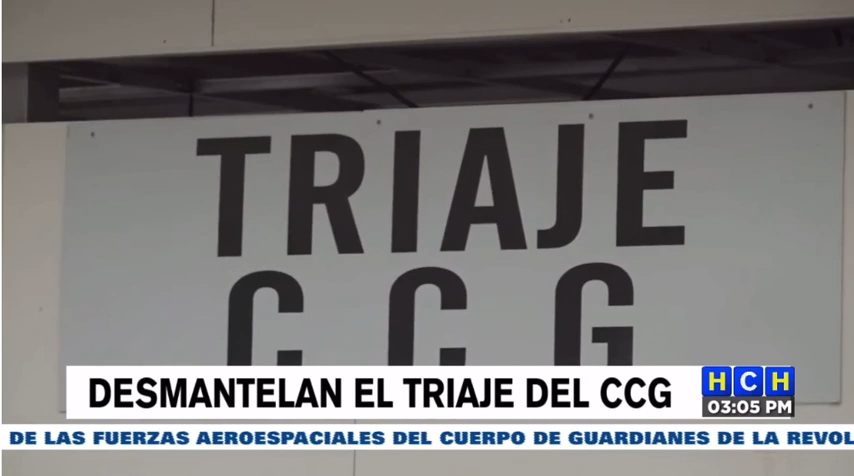 TRIAJE
CCG
DESMANTELAN EL TRIAJE DEL CCG
HCH
03:05 PM
DE LAS FUERZAS AEROESPACIALES DEL CUERPO DE GUARDIANES DE LA REVOL